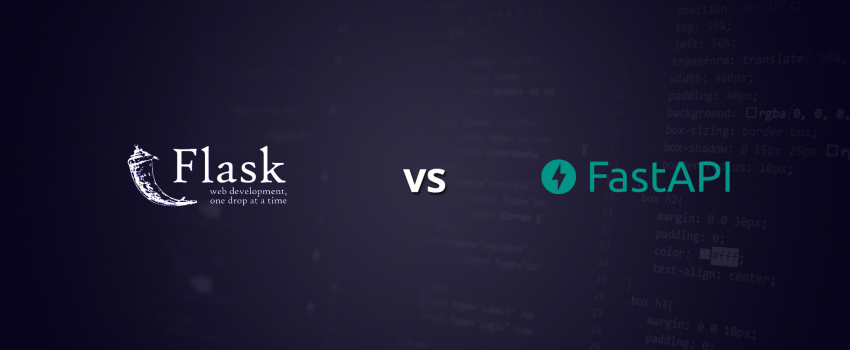 Flask
web development,
one drop at a time
vs
FastAPI
position: absolute;
top: 50%;
left: 50%;
transform: translate(-50%,
width: 400px;
padding: 40px;
background: rgba(0, 0, 0,
box-sizing: border-box;
box-shadow: 0 15px 25px
.box h2{
margin: 0 0 30px;
padding: 0;
color: #fff;
text-align: center;
}
.box h3{
margin: 0 0 10px;
padding: 0;